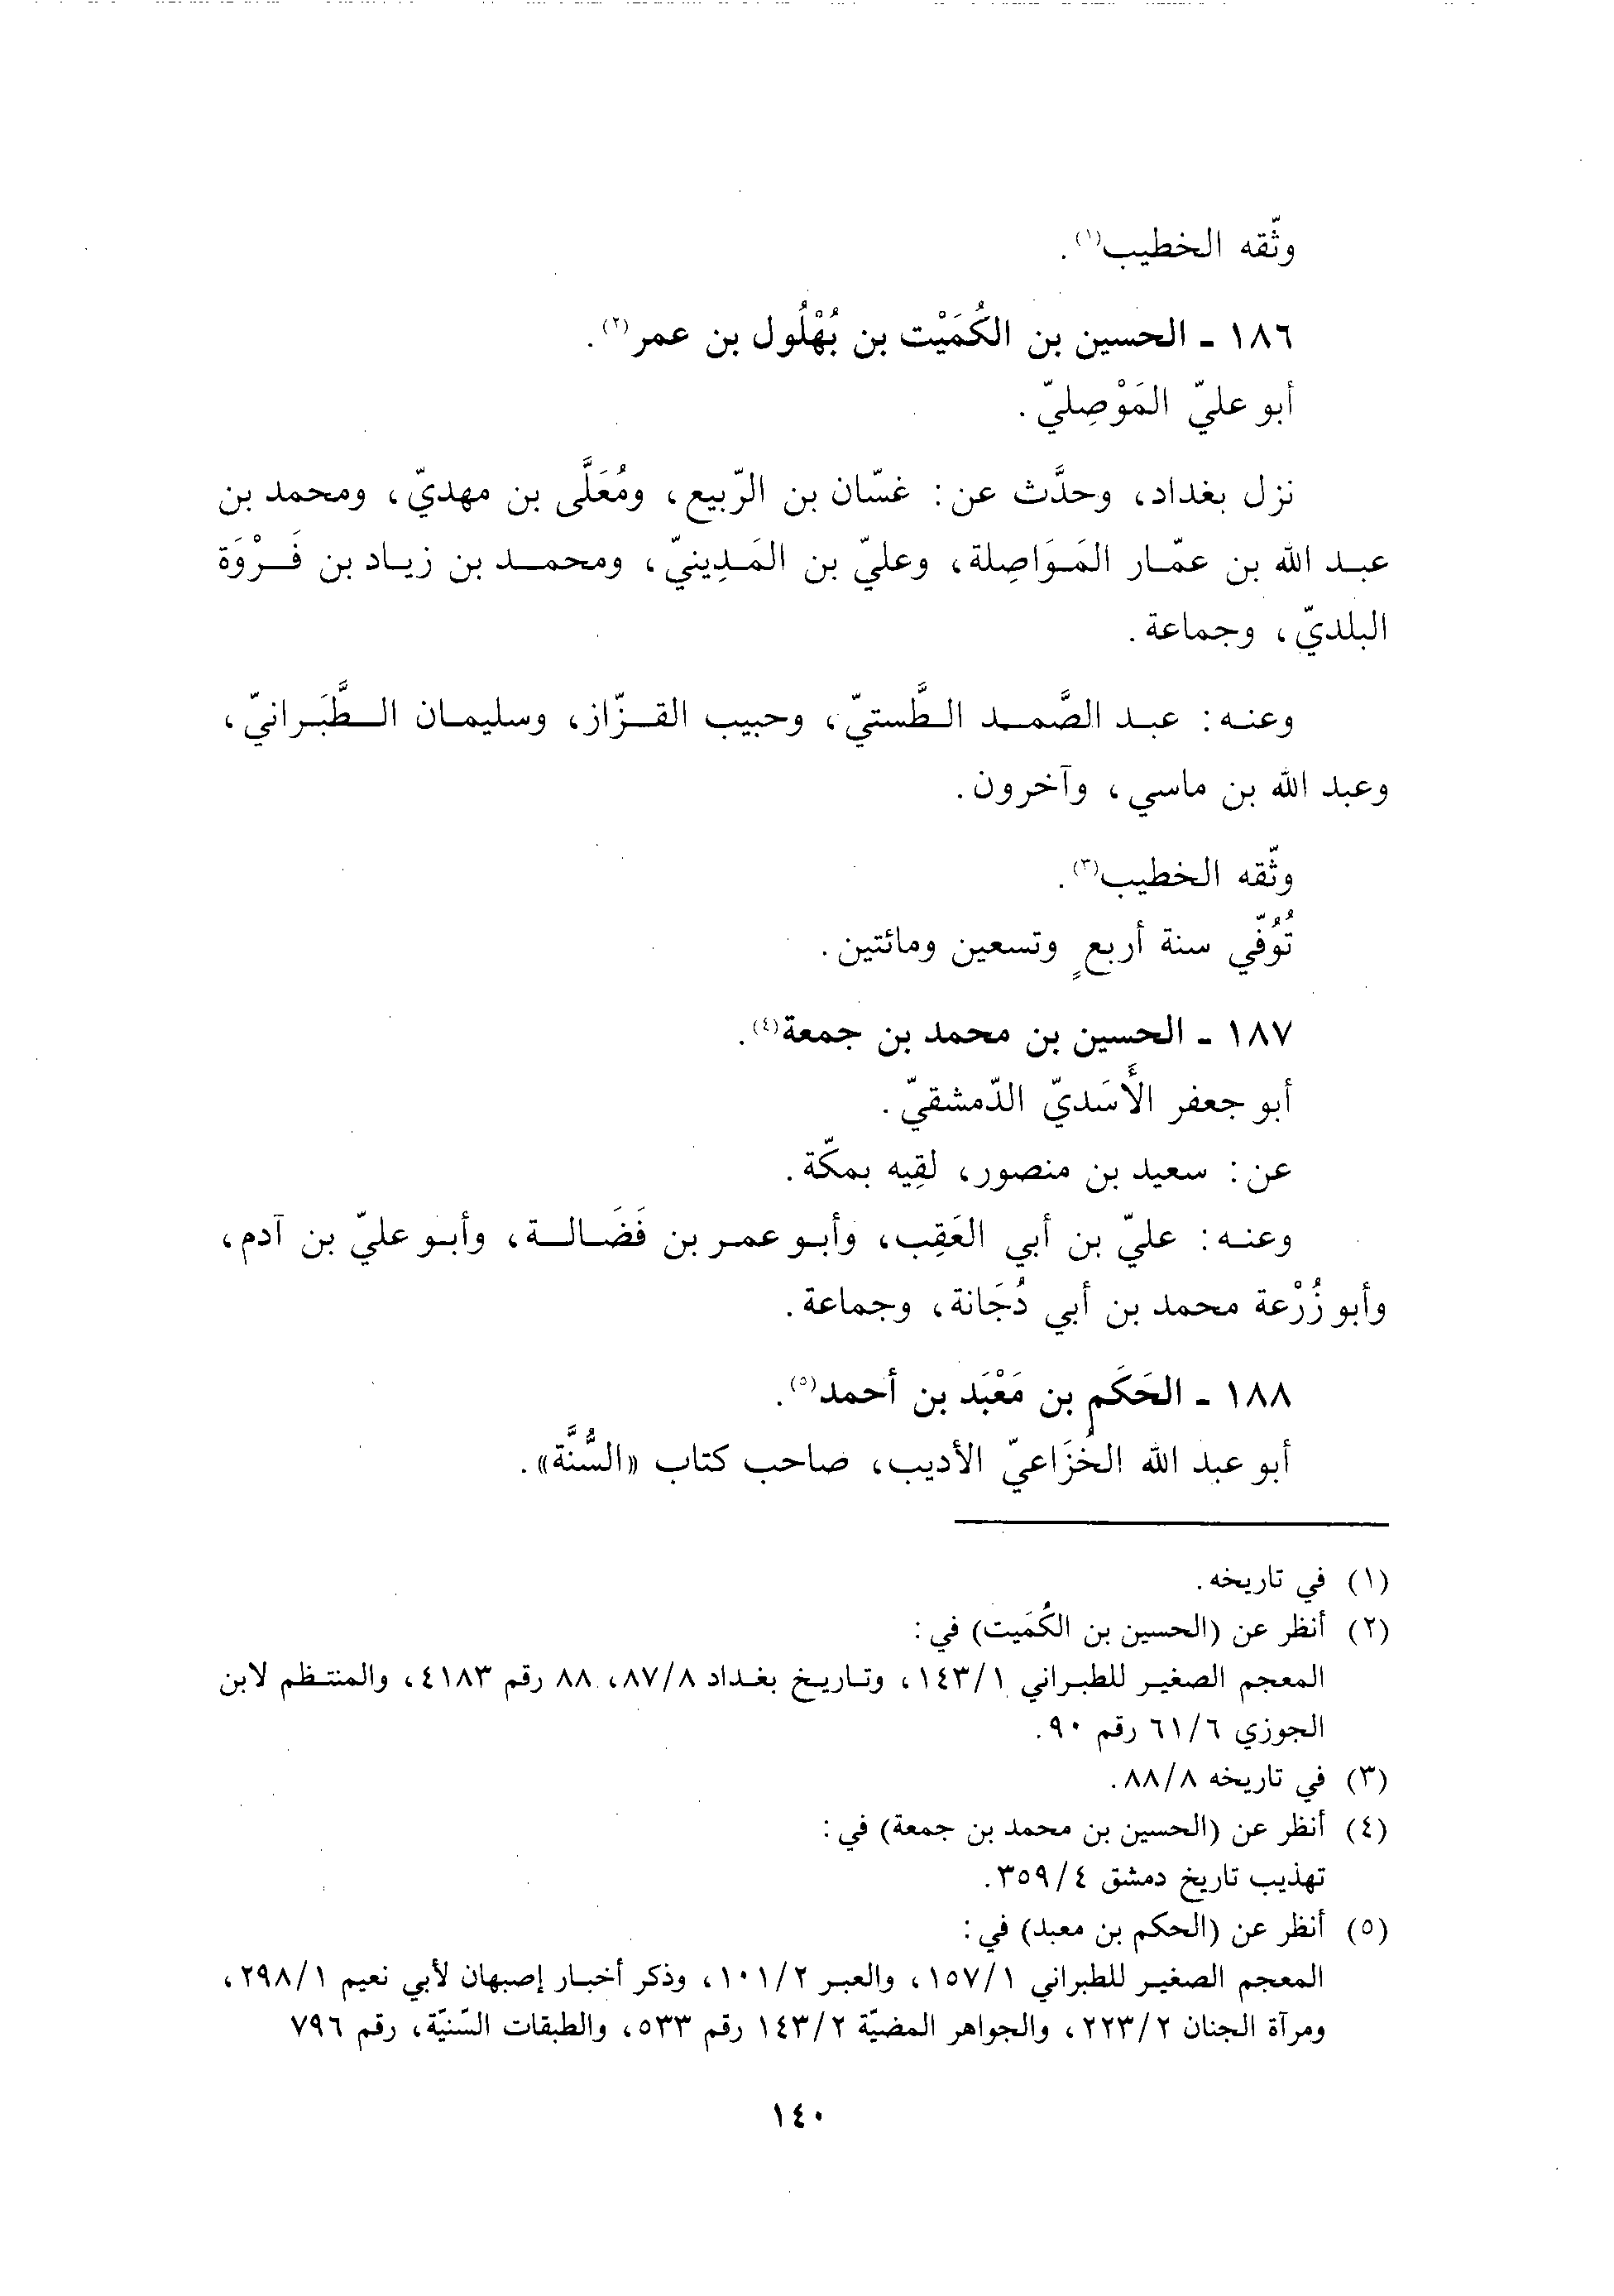 وثّقه الخطيب(١).
١٨٦ - الحسين بن الكُمَيْت بن بُهْلُول بن عمر(٢).
أبو عليّ المَوْصِليّ.
نزل بغداد، وحدَّث عن: غسّان بن الرّبيع، ومُعَلَّى بن مهديّ، ومحمد بن
عبد الله بن عمّار المَوَاصِلة، وعليّ بن المَدِينيّ، ومحمد بن زياد بن فَرْوَة
البلديّ، وجماعة.
وعنه: عبد الصَّمد الطَّستيّ، وحبيب القزّاز، وسليمان الطَّبَرانيّ،
وعبد الله بن ماسي، وآخرون.
وثّقه الخطيب(٣).
تُوُفّي سنة أربعٍ وتسعين ومائتين.
١٨٧ - الحسين بن محمد بن جمعة(٤).
أبو جعفر الأَسَديّ الدّمشقيّ.
عن: سعيد بن منصور، لقِيه بمكّة.
وعنه: عليّ بن أبي العَقِب، وأبو عمر بن فَضَالة، وأبو عليّ بن آدم،
وأبو زُرْعة محمد بن أبي دُجَانة، وجماعة.
١٨٨ - الحَكَم بن مَعْبَد بن أحمد(٥).
أبو عبد الله الخُزَاعيّ الأديب، صاحب كتاب «السُّنَّة».
(١) في تاريخه.
(٢) أنظر عن (الحسين بن الكُمَيت) في:
المعجم الصغير للطبراني ١٤٣/١، وتاريخ بغداد ٨٧/٨، ٨٨ رقم ٤١٨٣، والمنتظم لابن
الجوزي ٦١/٦ رقم ٩٠.
(٣) في تاريخه ٨٨/٨.
(٤) أنظر عن (الحسين بن محمد بن جمعة) في:
تهذيب تاريخ دمشق ٣٥٩/٤.
(٥) أنظر عن (الحكم بن معبد) في:
المعجم الصغير للطبراني ١٥٧/١، والعبر ١٠١/٢، وذكر أخبار إصبهان لأبي نعيم ٢٩٨/١،
ومرآة الجنان ٢٢٣/٢، والجواهر المضيّة ١٤٣/٢ رقم ٥٣٣، والطبقات السّنيّة، رقم ٧٩٦
١٤٠